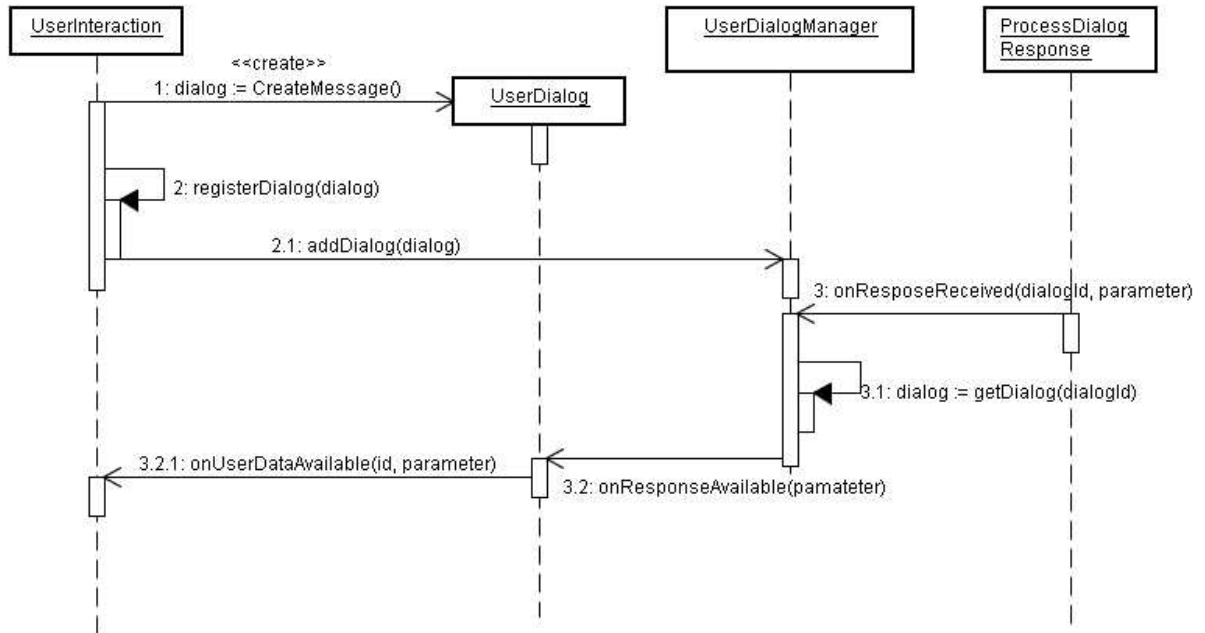 UserInteraction
UserDialogManager
ProcessDialog
Response
<<create>>
1: dialog := CreateMessage()
UserDialog
2: registerDialog(dialog)
2.1: addDialog(dialog)
3: onResposeReceived(dialogId, parameter)
3.1: dialog := getDialog(dialogId)
3.2.1: onUserDataAvailable(id, parameter)
3.2: onResponseAvailable(pamateter)